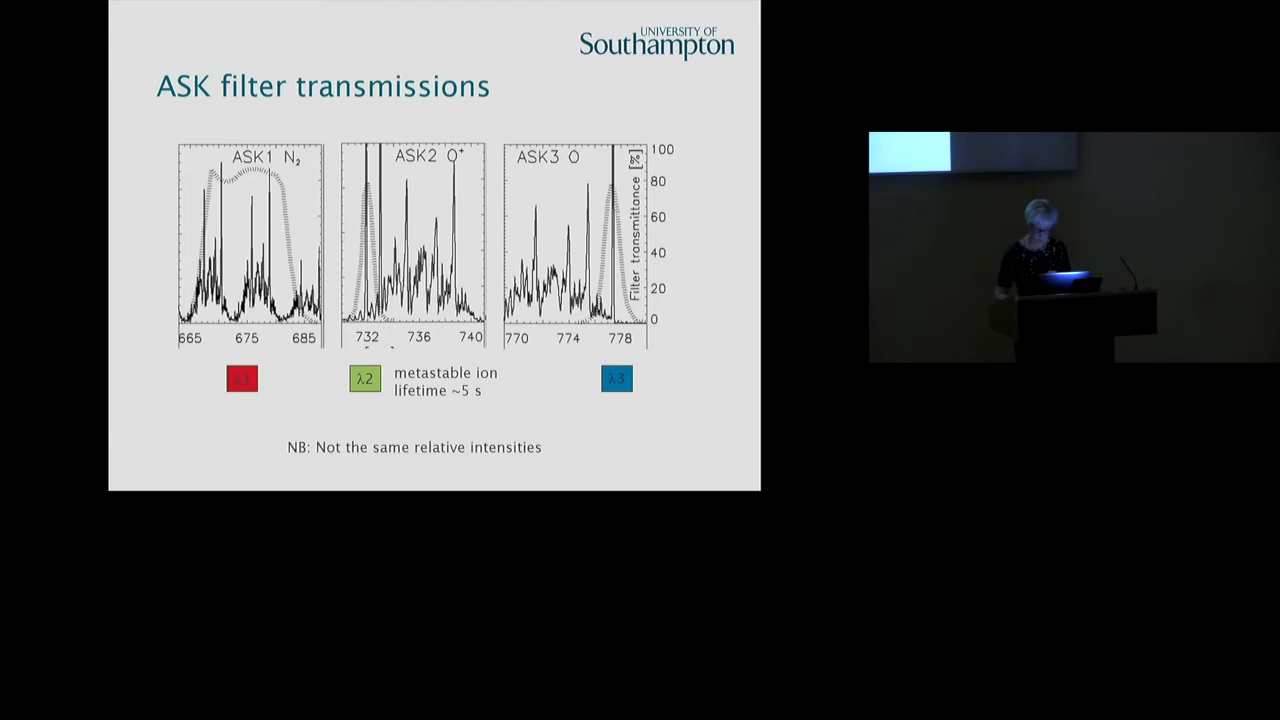 UNIVERSITY OF
Southampton
ASK filter transmissions
ASK1 N₂
ASK2 O⁺
ASK3 O
100
80
60
40
20
0
Filter transmittance [%]
665 675 685
732 736 740
770 774 778
λ1
λ2
metastable ion
lifetime ~5 s
λ3
NB: Not the same relative intensities